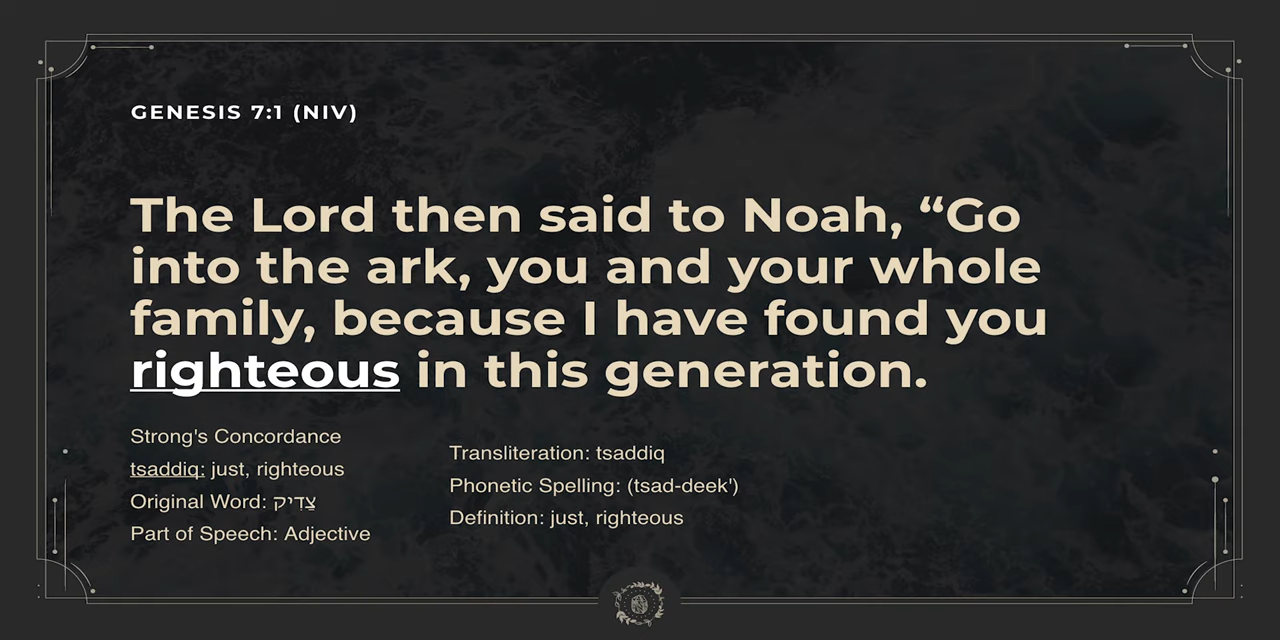 GENESIS 7:1 (NIV)
The Lord then said to Noah, “Go
into the ark, you and your whole
family, because I have found you
righteous in this generation.
Strong's Concordance
tsaddiq: just, righteous
Original Word: צַדִּיק
Part of Speech: Adjective
Transliteration: tsaddiq
Phonetic Spelling: (tsad-deek')
Definition: just, righteous